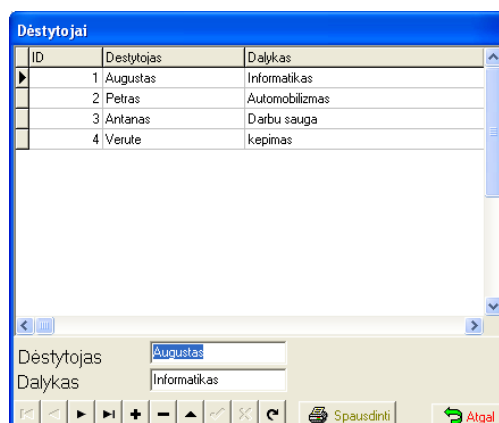 Dėstytojai
ID Destytojas Dalykas
1 Augustas Informatikas
2 Petras Automobilizmas
3 Antanas Darbu sauga
4 Verute kepimas
Dėstytojas Augustas
Dalykas Informatikas
Spausdinti Atgal